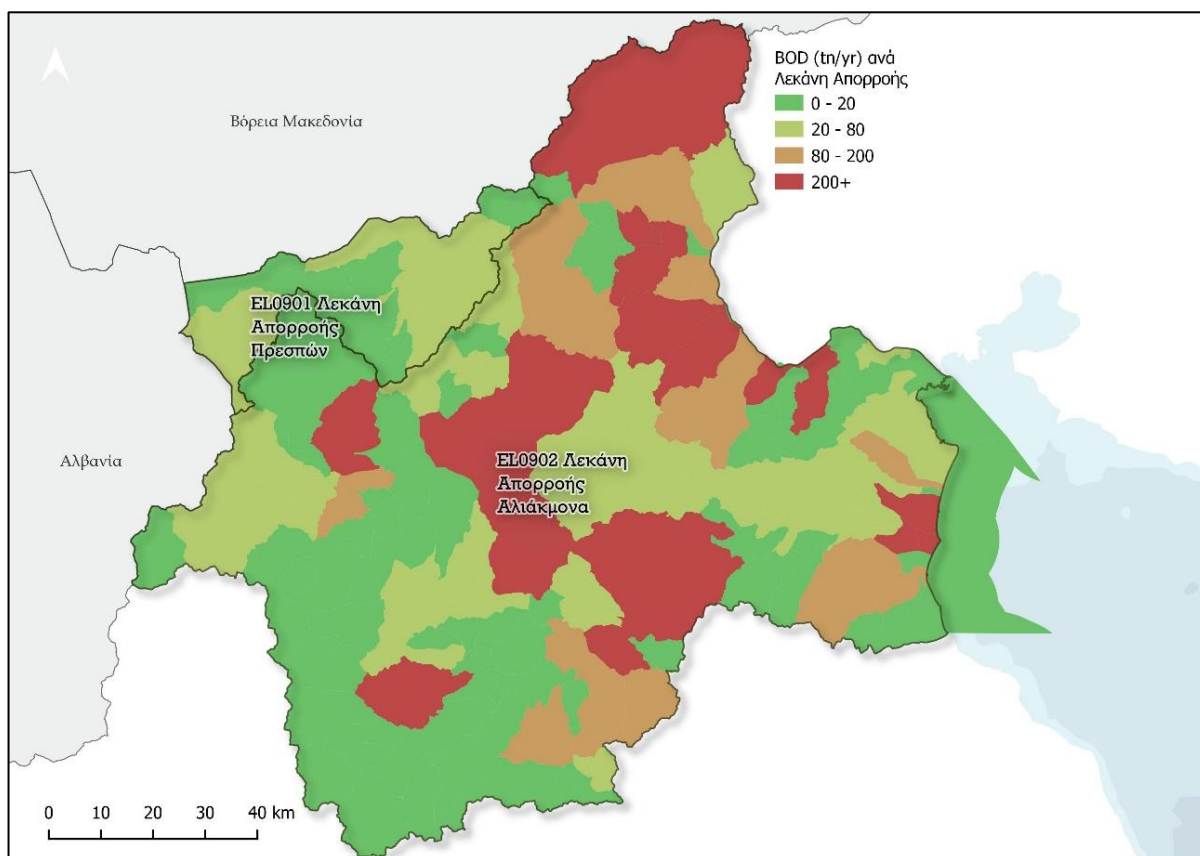 BOD (tn/yr) ανά
Λεκάνη Απορροής
0 - 20
20 - 80
80 - 200
200+
Βόρεια Μακεδονία
EL0901 Λεκάνη
Απορροής
Πρεσπών
Αλβανία
EL0902 Λεκάνη
Απορροής
Αλιάκμονα
0 10 20 30 40 km